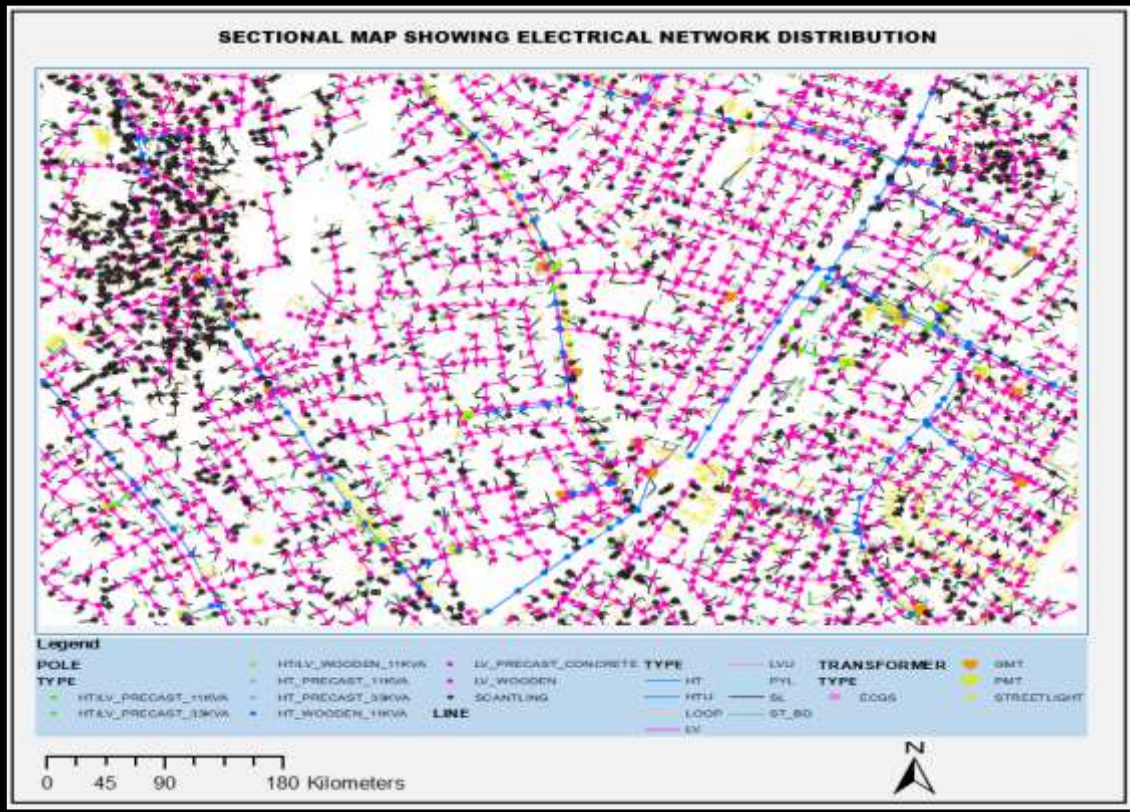 SECTIONAL MAP SHOWING ELECTRICAL NETWORK DISTRIBUTION
Legend
POLE
TYPE
HT/LV_PRECAST_11KVA
HT/LV_PRECAST_33KVA
HT/LV_WOODEN_11KVA
HT_PRECAST_11KVA
HT_PRECAST_33KVA
HT_WOODEN_11KVA
LV_PRECAST_CONCRETE
LV_WOODEN
SCANTLING
LINE
TYPE
HT
HTU
LOOP
LV
LVU
PYL
SL
ST_BO
TRANSFORMER
TYPE
GMT
PMT
STREETLIGHT
0 45 90 180 Kilometers
N